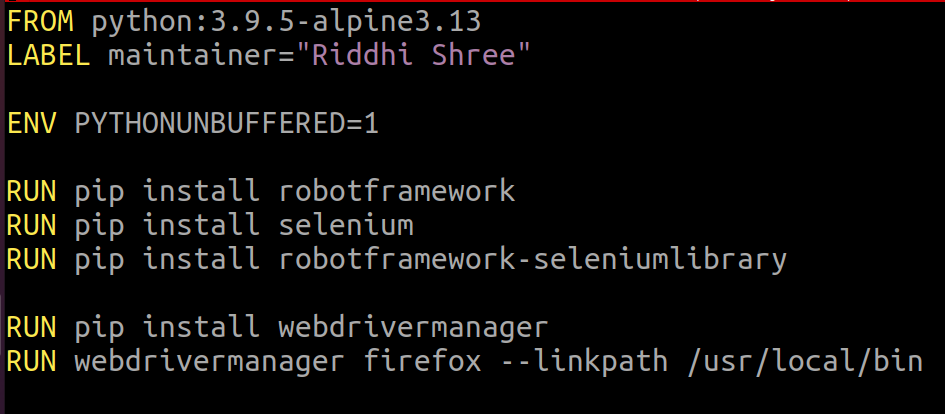 FROM python:3.9.5-alpine3.13
LABEL maintainer="Riddhi Shree"
ENV PYTHONUNBUFFERED=1
RUN pip install robotframework
RUN pip install selenium
RUN pip install robotframework-seleniumlibrary
RUN pip install webdrivermanager
RUN webdrivermanager firefox --linkpath /usr/local/bin